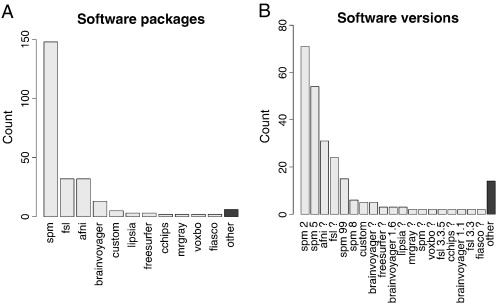 A
Software packages
Count
150
100
50
0
spm
fsl
afni
brainvoyager
custom
lipsia
freesurfer
cchips
mrgray
voxbo
fiasco
other
B
Software versions
Count
80
60
40
20
0
spm 2
spm 5
afni ?
fsl ?
spm 99
spm 8
custom
brainvoyager ?
freesurfer ?
brainvoyager 1.6
lipsia ?
mrgray ?
spm ?
voxbo ?
fsl 3.3.5
cchips ?
brainvoyager 1.1
fsl 3.3
fiasco ?
other